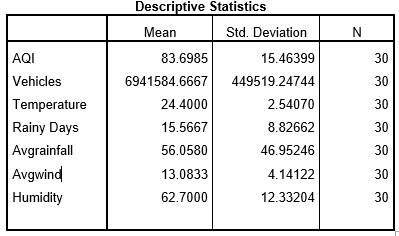 Descriptive Statistics
Mean Std. Deviation N
AQI 83.6985 15.46399 30
Vehicles 6941584.6667 449519.24744 30
Temperature 24.4000 2.54070 30
Rainy Days 15.5667 8.82662 30
Avgrainfall 56.0580 46.95246 30
Avgwind 13.0833 4.14122 30
Humidity 62.7000 12.33204 30